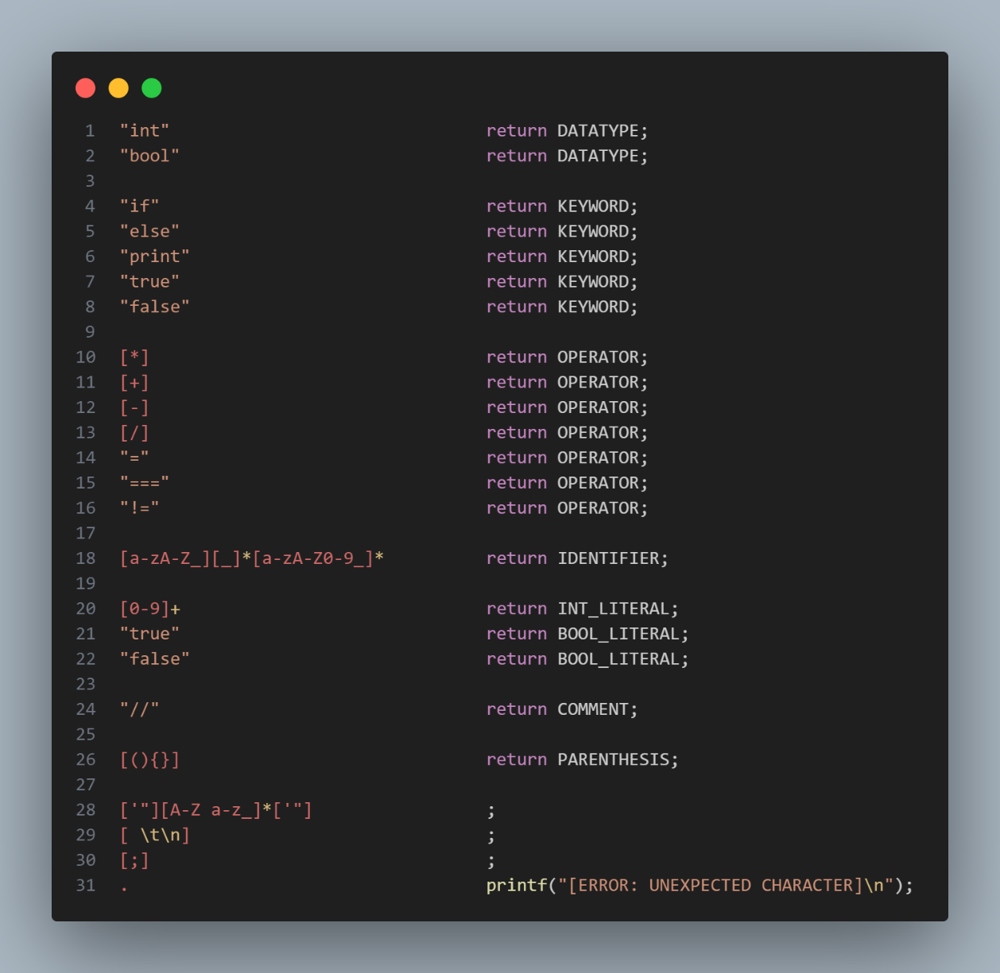 1 "int" return DATATYPE;
2 "bool" return DATATYPE;
3
4 "if" return KEYWORD;
5 "else" return KEYWORD;
6 "print" return KEYWORD;
7 "true" return KEYWORD;
8 "false" return KEYWORD;
9
10 [*] return OPERATOR;
11 [+] return OPERATOR;
12 [-] return OPERATOR;
13 [/] return OPERATOR;
14 "=" return OPERATOR;
15 "===" return OPERATOR;
16 "!=" return OPERATOR;
17
18 [a-zA-Z_][_]*[a-zA-Z0-9_]* return IDENTIFIER;
19
20 [0-9]+ return INT_LITERAL;
21 "true" return BOOL_LITERAL;
22 "false" return BOOL_LITERAL;
23
24 "//" return COMMENT;
25
26 [(){}] return PARENTHESIS;
27
28 ['"][A-Z a-z_]*['"] ;
29 [ \t\n] ;
30 [;] ;
31 . printf("[ERROR: UNEXPECTED CHARACTER]\n");